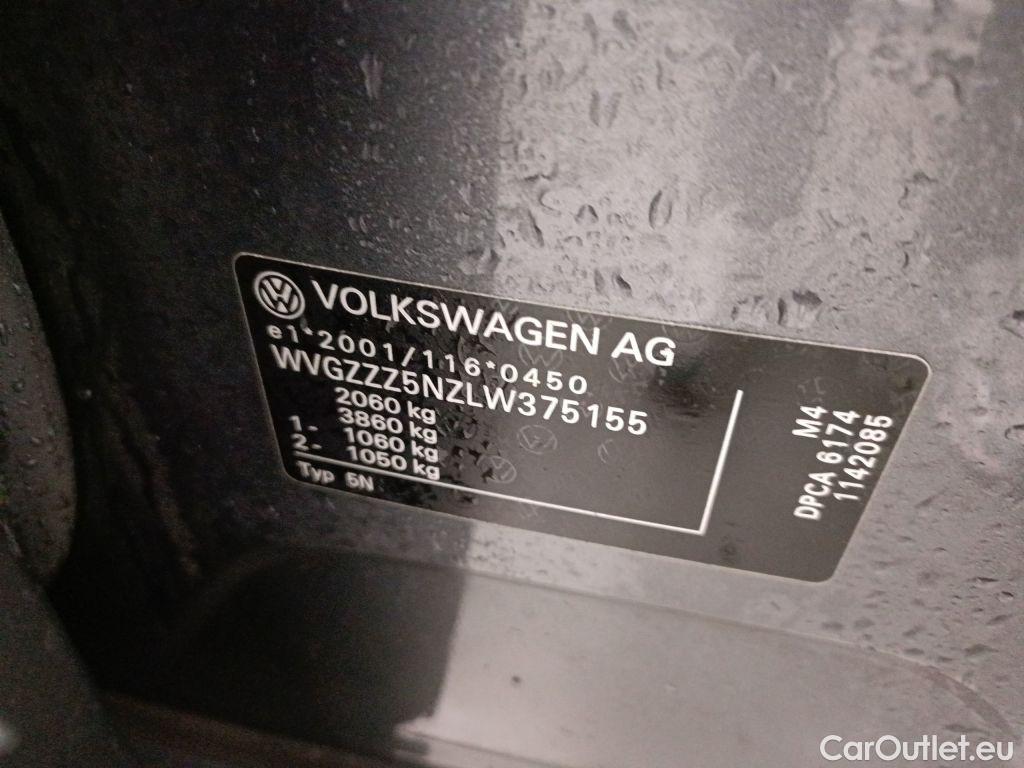 VOLKSWAGEN AG
e1*2001/116*0450
WVGZZZ5NZLW375155
2060 kg
3860 kg
1- 1060 kg
2- 1050 kg
Typ 5N
M4
DPCA 6174
1142085
CarOutlet.eu